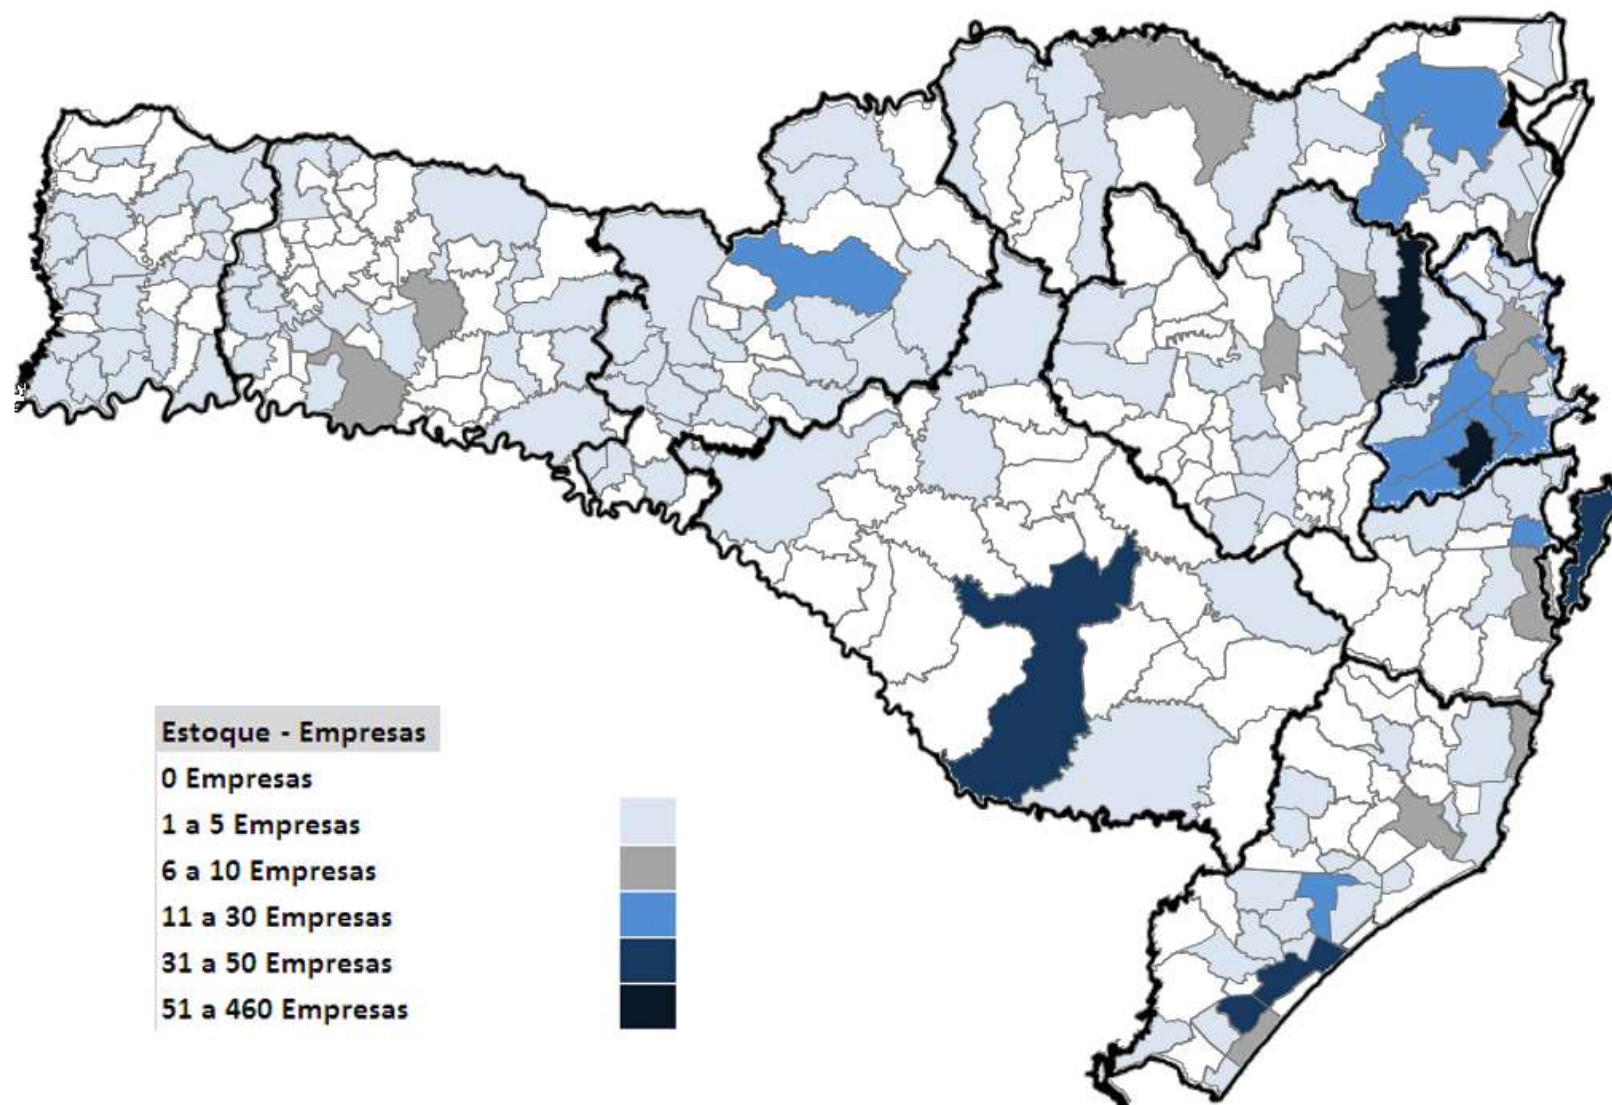 Estoque - Empresas
0 Empresas
1 a 5 Empresas
6 a 10 Empresas
11 a 30 Empresas
31 a 50 Empresas
51 a 460 Empresas